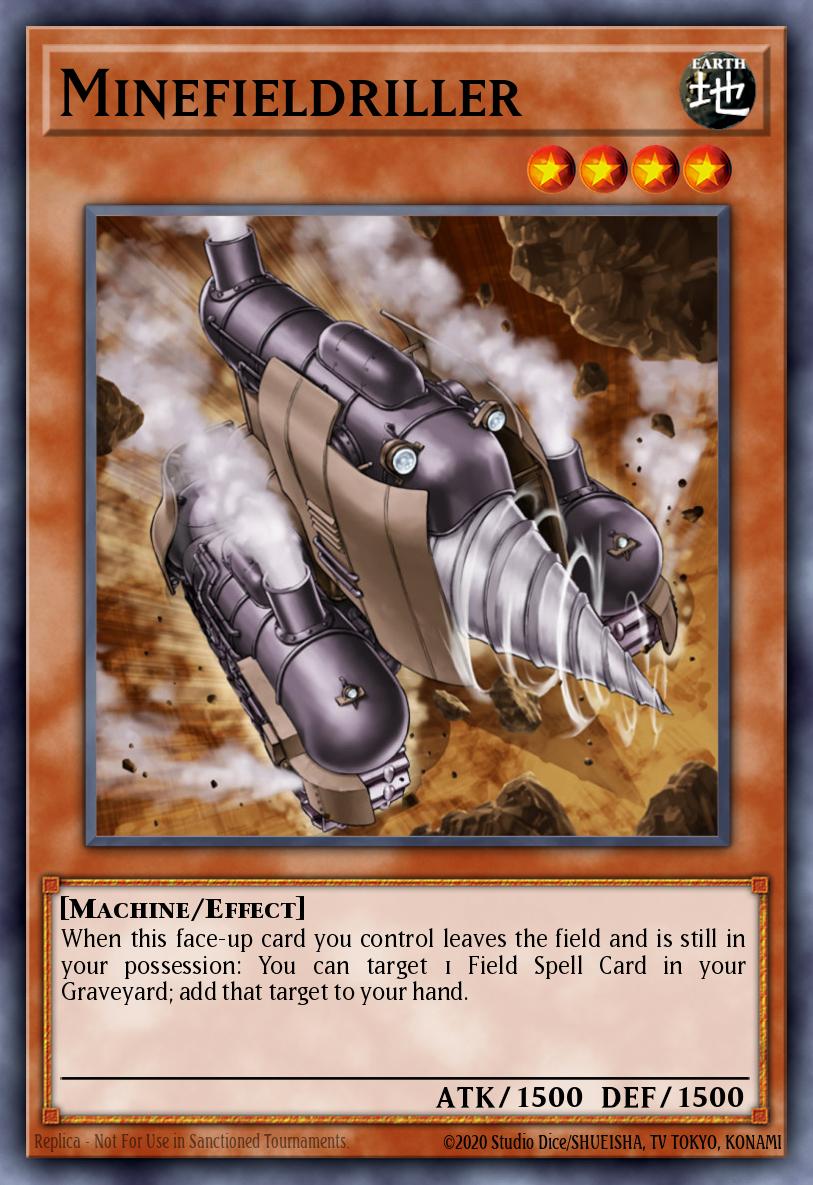 Minefieldriller
EARTH
地
[Machine/Effect]
When this face-up card you control leaves the field and is still in
your possession: You can target 1 Field Spell Card in your
Graveyard; add that target to your hand.
ATK/1500 DEF/1500
Replica - Not For Use in Sanctioned Tournaments.
©2020 Studio Dice/SHUEISHA, TV TOKYO, KONAMI